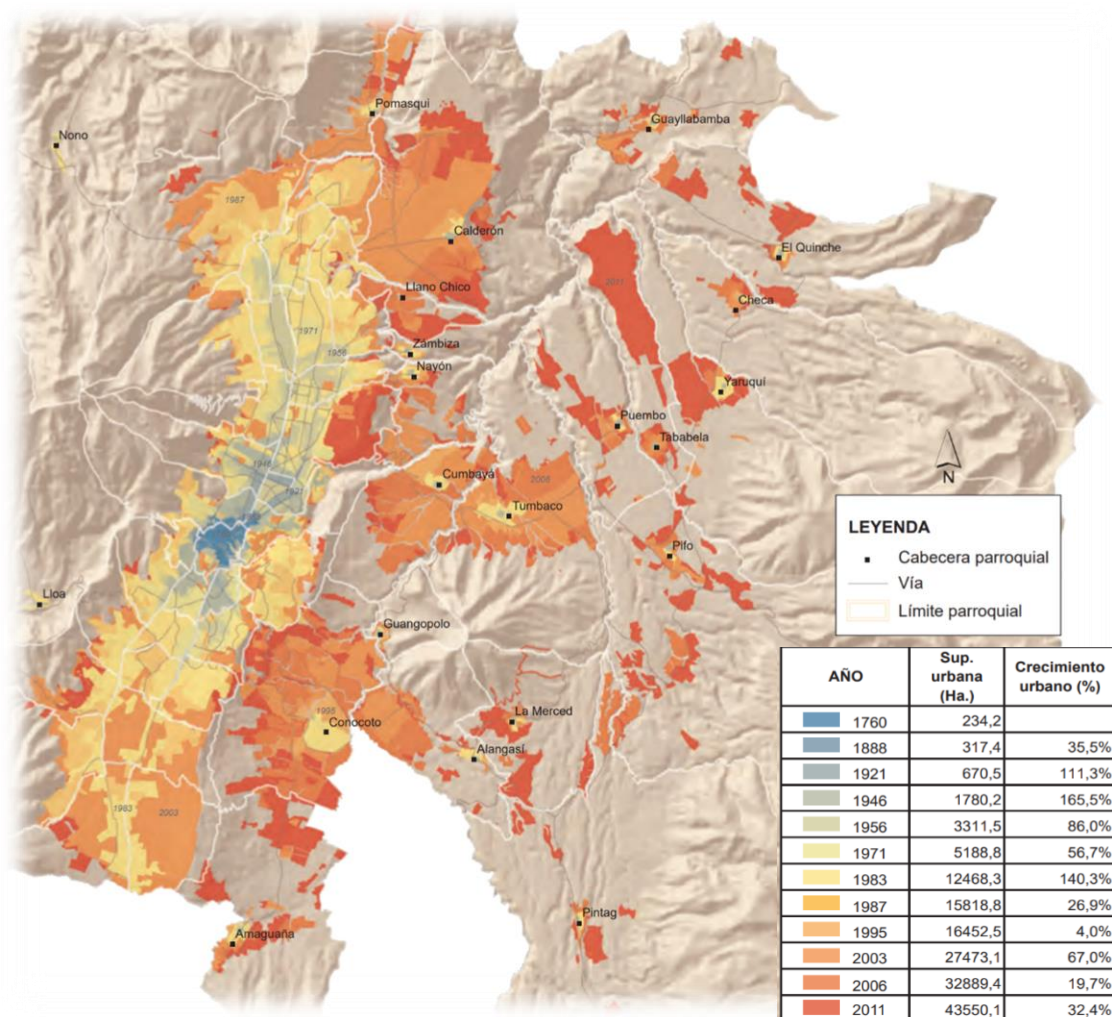 Pomasqui
Guayllabamba
Nono
1987
Calderón
El Quinche
2011
Llano Chico
Checa
1971
1956
Zámbiza
Nayón
Yaruquí
Puembo
Tababela
1946
Cumbayá
2006
1921
Tumbaco
N
LEYENDA
Cabecera parroquial
Vía
Límite parroquial
Pifo
Lloa
Guangopolo
1995
Conocoto
La Merced
Alangasí
1983
2003
Pintag
Amaguaña
AÑO Sup. urbana (Ha.) Crecimiento urbano (%)
1760 234,2
1888 317,4 35,5%
1921 670,5 111,3%
1946 1780,2 165,5%
1956 3311,5 86,0%
1971 5188,8 56,7%
1983 12468,3 140,3%
1987 15818,8 26,9%
1995 16452,5 4,0%
2003 27473,1 67,0%
2006 32889,4 19,7%
2011 43550,1 32,4%